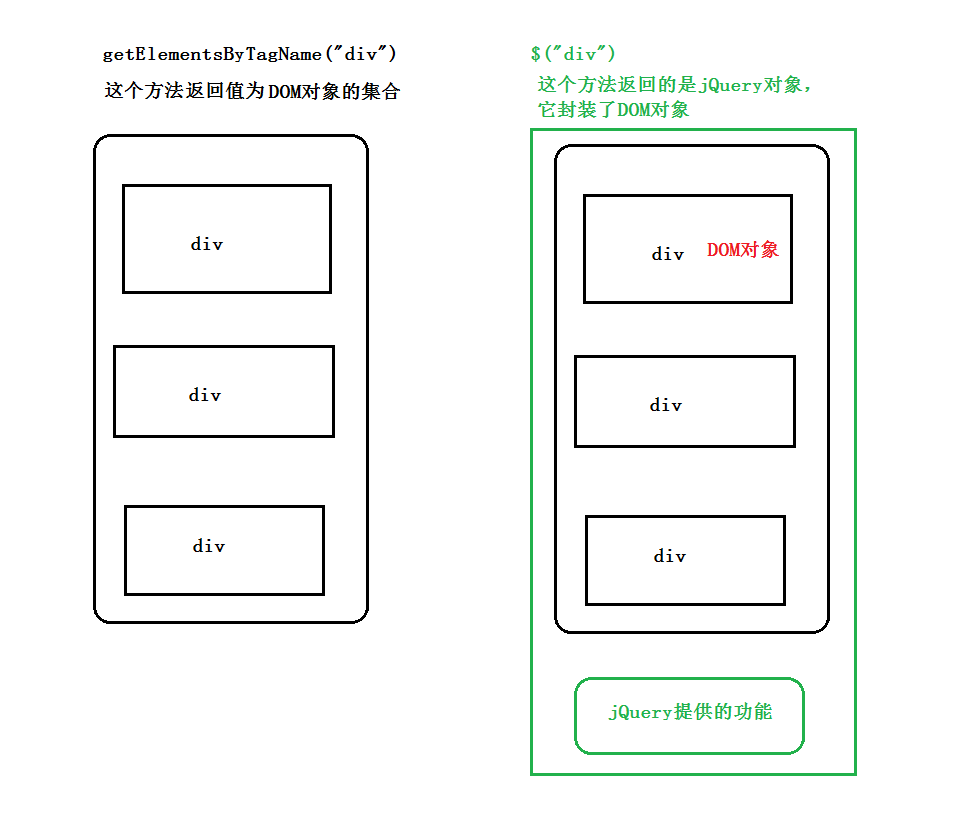 getElementsByTagName("div")
这个方法返回值为DOM对象的集合
div
div
div
$("div")
这个方法返回的是jQuery对象，
它封装了DOM对象
div DOM对象
div
div
jQuery提供的功能